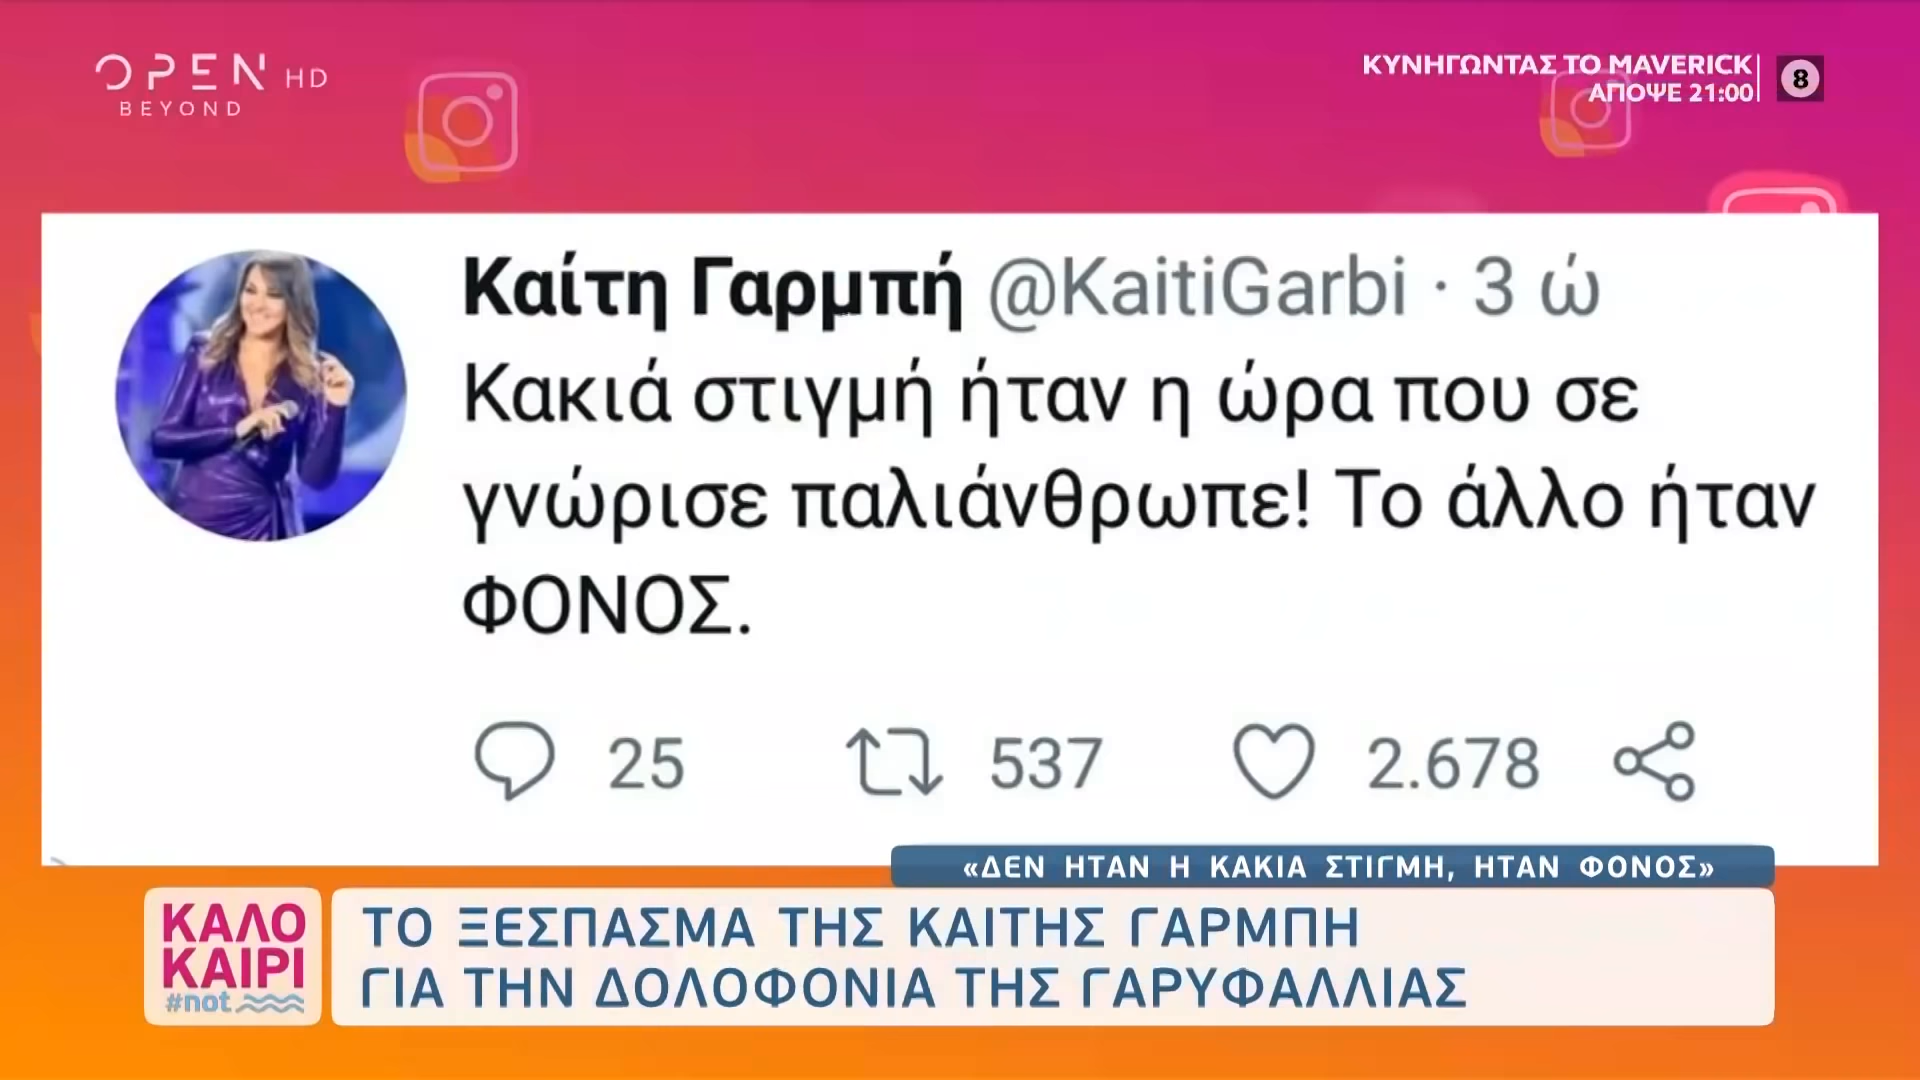 OPEN HD
BEYOND
ΚΥΝΗΓΩΝΤΑΣ ΤΟ MAVERICK
ΑΠΟΨΕ 21:00
8
Καίτη Γαρμπή @KaitiGarbi · 3 ώ
Κακιά στιγμή ήταν η ώρα που σε
γνώρισε παλιάνθρωπε! Το άλλο ήταν
ΦΟΝΟΣ.
25 537 2.678
«ΔΕΝ ΗΤΑΝ Η ΚΑΚΙΑ ΣΤΙΓΜΗ, ΗΤΑΝ ΦΟΝΟΣ»
ΚΑΛΟ
ΚΑΙΡΙ
#not
ΤΟ ΞΕΣΠΑΣΜΑ ΤΗΣ ΚΑΙΤΗΣ ΓΑΡΜΠΗ
ΓΙΑ ΤΗΝ ΔΟΛΟΦΟΝΙΑ ΤΗΣ ΓΑΡΥΦΑΛΛΙΑΣ